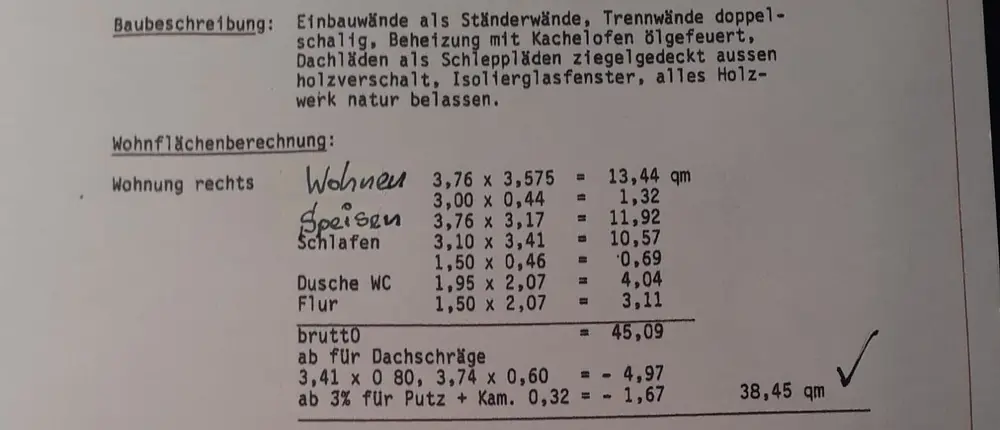 Baubeschreibung: Einbauwände als Ständerwände, Trennwände doppel-
schalig, Beheizung mit Kachelofen ölgefeuert,
Dachläden als Schleppläden ziegelgedeckt aussen
holzverschalt, Isolierglasfenster, alles Holz-
werk natur belassen.
Wohnflächenberechnung:
Wohnung rechts Wohnen 3,76 x 3,575 = 13,44 qm
3,00 x 0,44 = 1,32
Speisen 3,76 x 3,17 = 11,92
Schlafen 3,10 x 3,41 = 10,57
1,50 x 0,46 = 0,69
Dusche WC 1,95 x 2,07 = 4,04
Flur 1,50 x 2,07 = 3,11
bruttO = 45,09
ab für Dachschräge
3,41 x 0 80, 3,74 x 0,60 = - 4,97
ab 3% für Putz + Kam. 0,32 = - 1,67 38,45 qm ✓